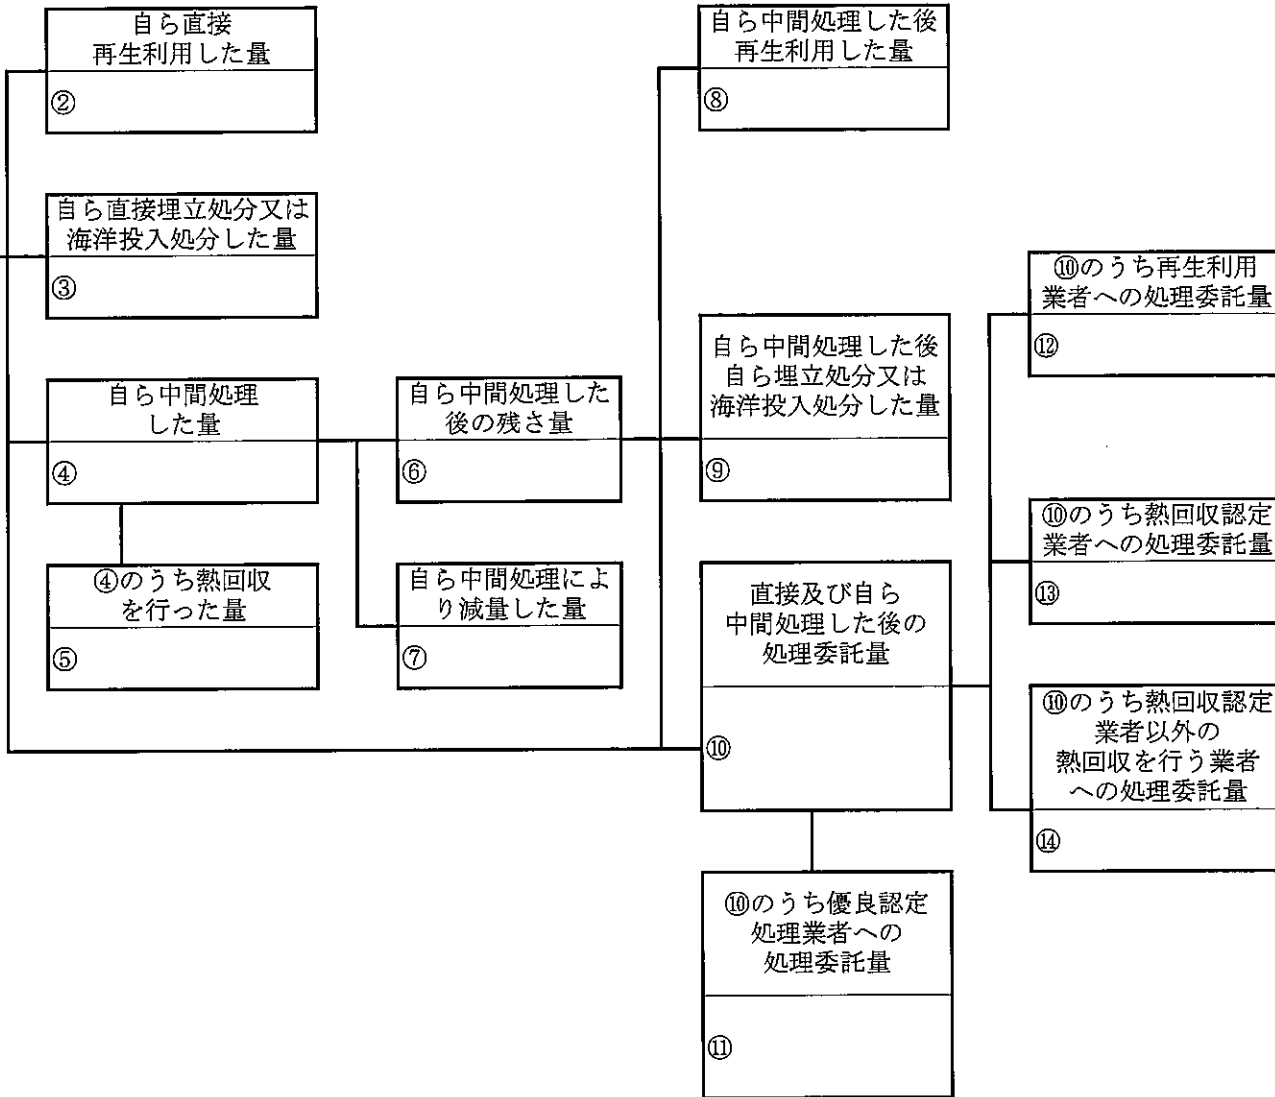 自ら直接
再生利用した量
②
自ら直接埋立処分又は
海洋投入処分した量
③
自ら中間処理
した量
④
④のうち熱回収
を行った量
⑤
自ら中間処理した
後の残さ量
⑥
自ら中間処理によ
り減量した量
⑦
自ら中間処理した後
再生利用した量
⑧
自ら中間処理した後
自ら埋立処分又は
海洋投入処分した量
⑨
直接及び自ら
中間処理した後の
処理委託量
⑩
⑩のうち優良認定
処理業者への
処理委託量
⑪
⑩のうち再生利用
業者への処理委託量
⑫
⑩のうち熱回収認定
業者への処理委託量
⑬
⑩のうち熱回収認定
業者以外の
熱回収を行う業者
への処理委託量
⑭